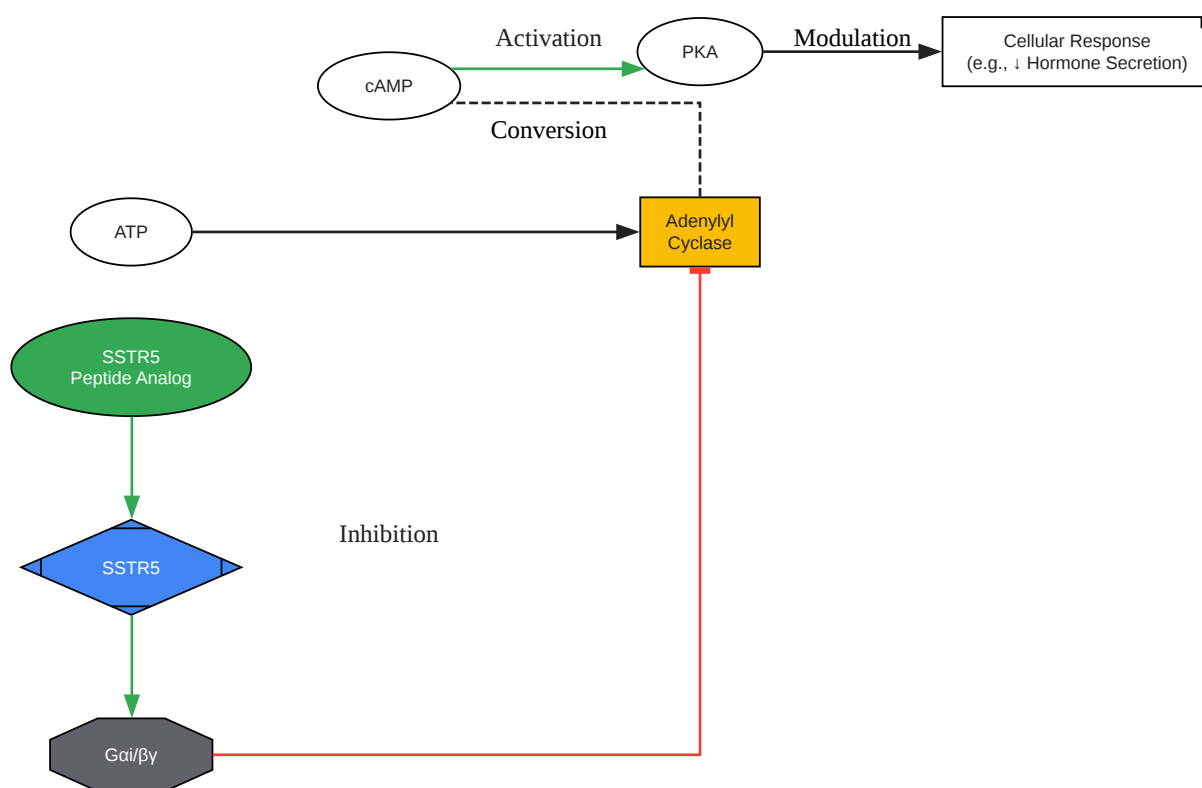 Activation
PKA
Modulation
Cellular Response
(e.g., ↓ Hormone Secretion)
cAMP
Conversion
ATP
Adenylyl
Cyclase
SSTR5
Peptide Analog
Inhibition
SSTR5
Gαi/βγ